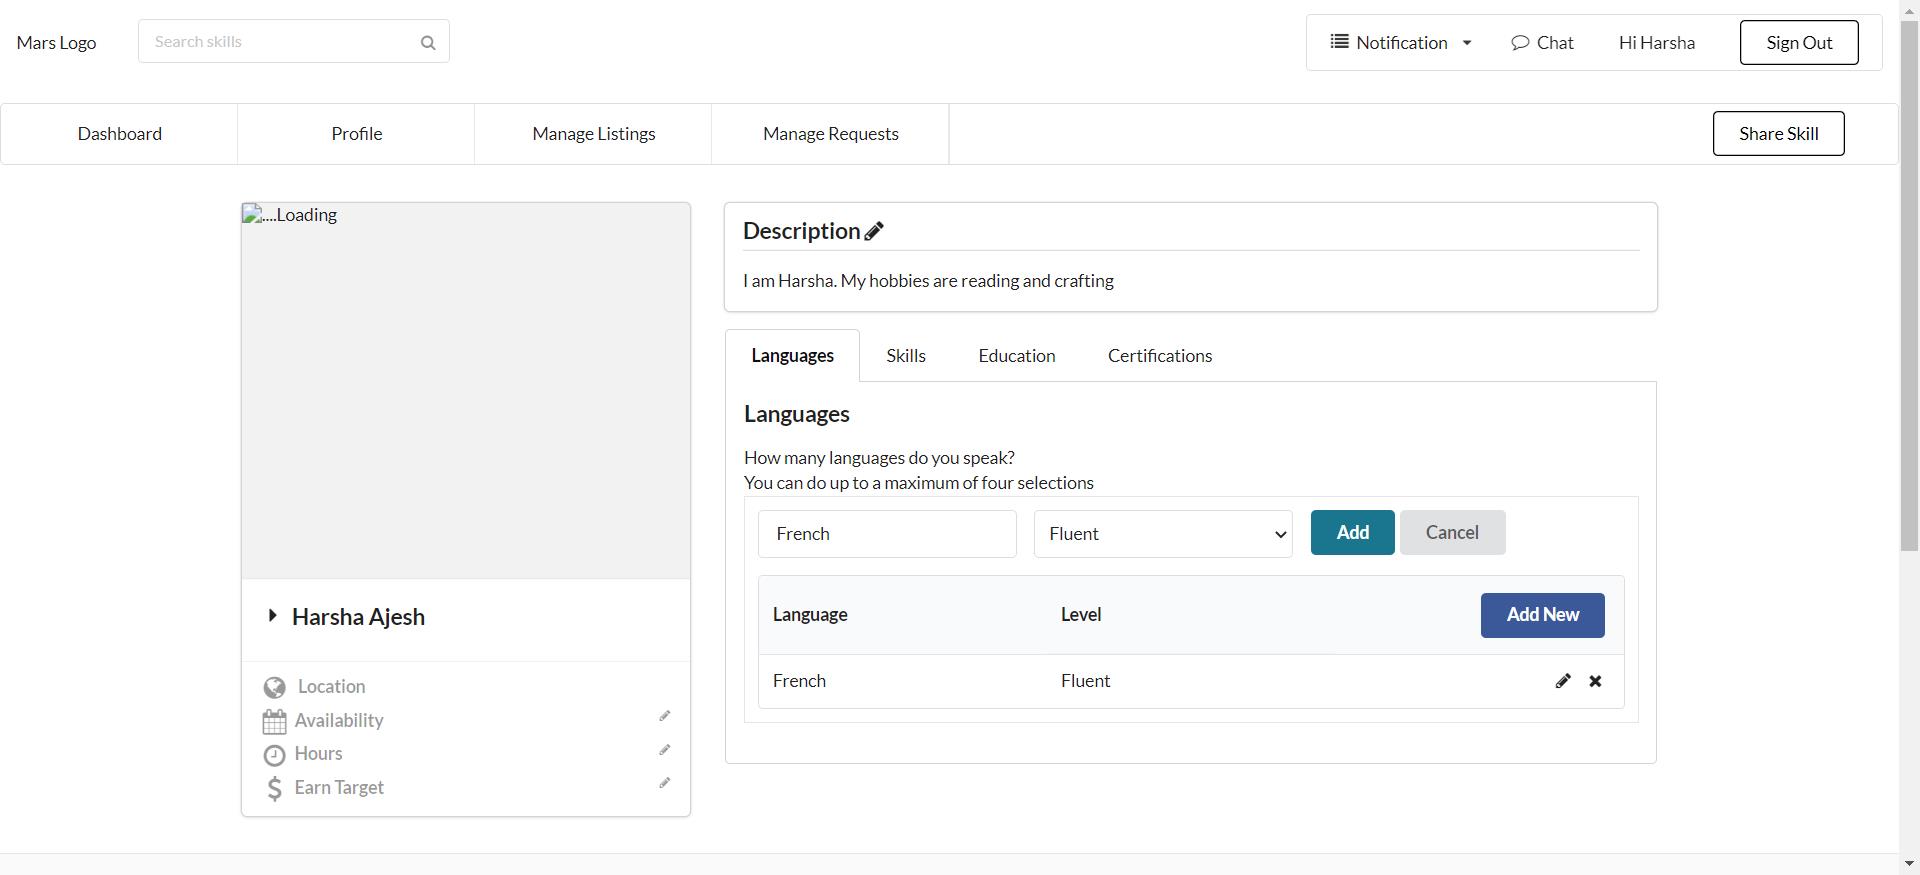 Mars Logo
Search skills
Notification
Chat
Hi Harsha
Sign Out
Dashboard
Profile
Manage Listings
Manage Requests
Share Skill
....Loading
Harsha Ajesh
Location
Availability
Hours
Earn Target
Description
I am Harsha. My hobbies are reading and crafting
Languages
Skills
Education
Certifications
Languages
How many languages do you speak?
You can do up to a maximum of four selections
French
Fluent
Add
Cancel
Language
Level
Add New
French
Fluent